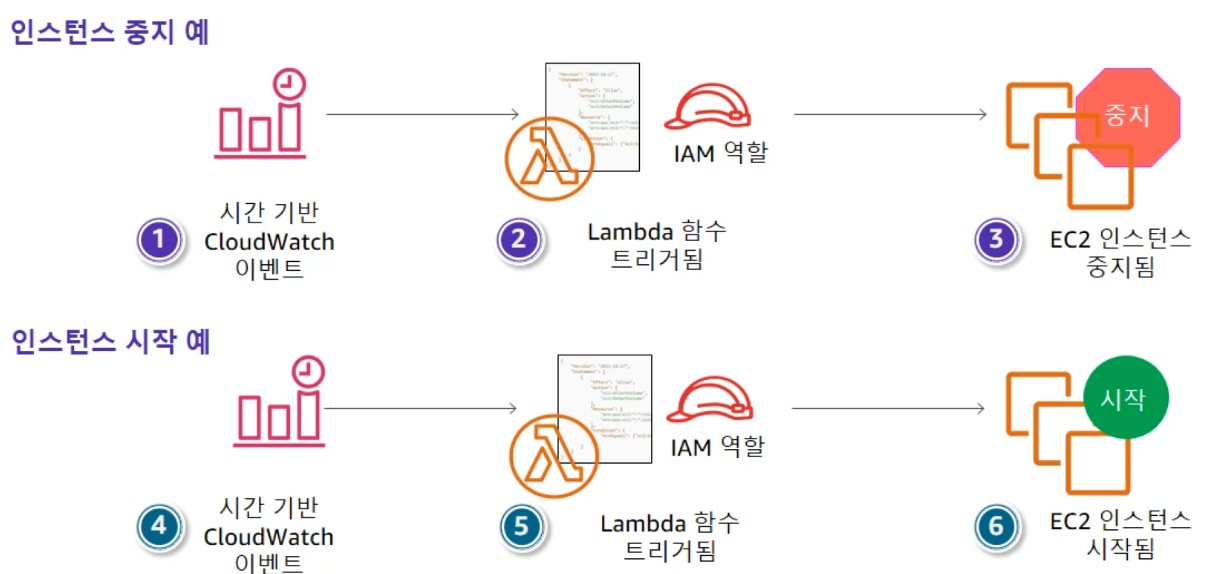 인스턴스 중지 예
IAM 역할
중지
1
시간 기반
CloudWatch
이벤트
2
Lambda 함수
트리거됨
3
EC2 인스턴스
중지됨
인스턴스 시작 예
IAM 역할
시작
4
시간 기반
CloudWatch
이벤트
5
Lambda 함수
트리거됨
6
EC2 인스턴스
시작됨